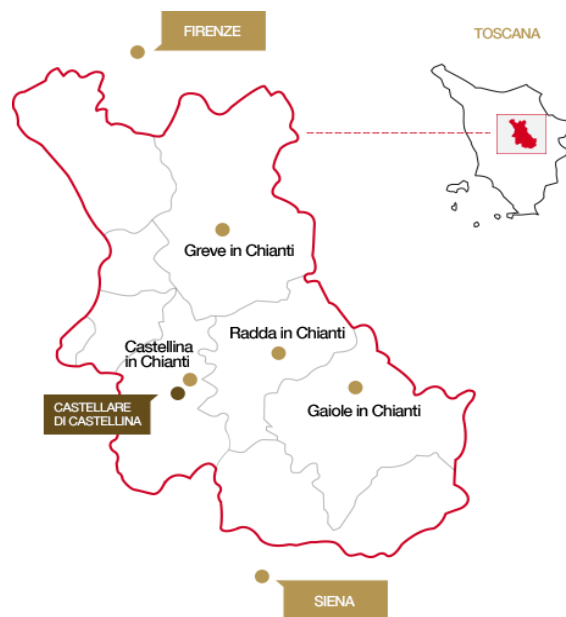 FIRENZE
TOSCANA
Greve in Chianti
Castellina
in Chianti
Radda in Chianti
CASTELLARE
DI CASTELLINA
Gaiole in Chianti
SIENA